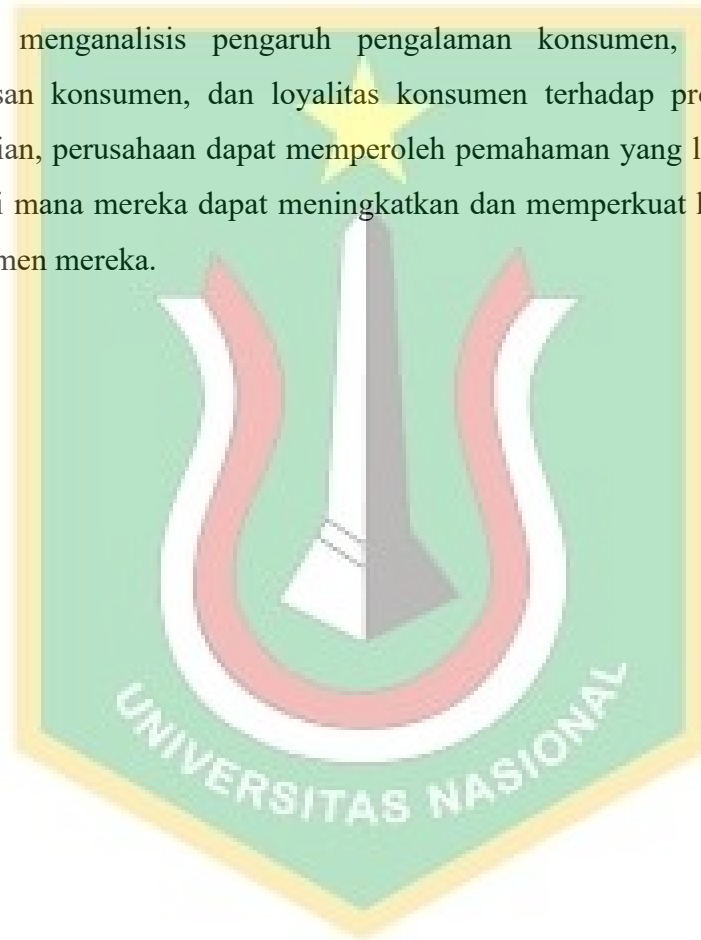 menganalisis pengaruh pengalaman konsumen,
san konsumen, dan loyalitas konsumen terhadap pr
ian, perusahaan dapat memperoleh pemahaman yang l
i mana mereka dapat meningkatkan dan memperkuat
men mereka.
UNIVERSITAS NASIONAL